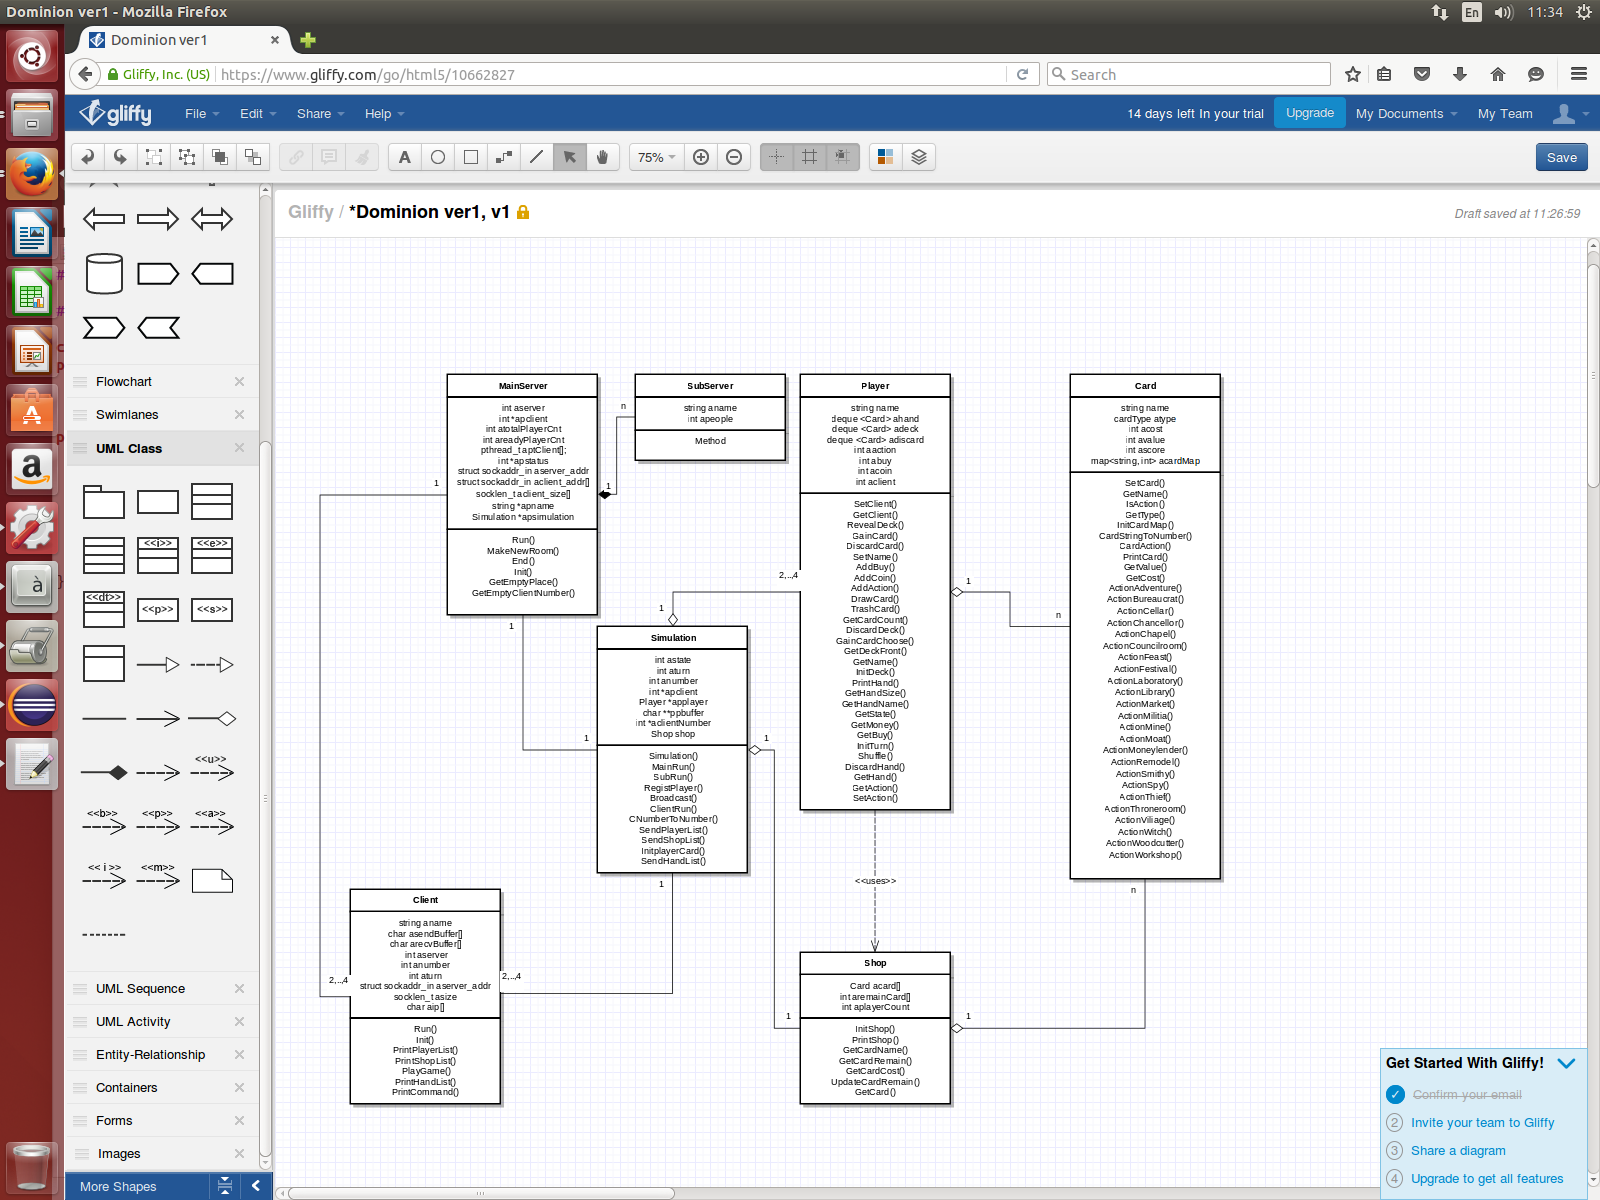 Dominion ver1 - Mozilla Firefox
En
11:34
Dominion ver1
Gliffy, Inc. (US)
https://www.gliffy.com/go/html5/10662827
Search
gliffy
File
Edit
Share
Help
14 days left In your trial
Upgrade
My Documents
My Team
A
75%
Save
Gliffy / *Dominion ver1, v1
Draft saved at 11:26:59
Flowchart
Swimlanes
UML Class
<<i>>
<<e>>
<<dt>>
<<p>>
<<s>>
<<u>>
<<b>>
<<p>>
<<a>>
<< i >>
<<m>>
UML Sequence
UML Activity
Entity-Relationship
Containers
Forms
Images
More Shapes
MainServer
int aserver
int *apclient
int atotalPlayerCnt
int areadyPlayerCnt
pthread_t aptClient[];
int *apstatus
struct sockaddr_in aserver_addr
struct sockaddr_in aclient_addr[]
socklen_t aclient_size[]
string *apname
Simulation *apsimulation
Run()
MakeNewRoom()
End()
Init()
GetEmptyPlace()
GetEmptyClientNumber()
SubServer
string aname
int apeople
Method
Player
string name
deque <Card> ahand
deque <Card> adeck
deque <Card> adiscard
int aaction
int abuy
int acoin
int aclient
SetClient()
GetClient()
RevealDeck()
GainCard()
DiscardCard()
SetName()
AddBuy()
AddCoin()
AddAction()
DrawCard()
TrashCard()
GetCardCount()
DiscardDeck()
GainCardChoose()
GetDeckFront()
GetName()
InitDeck()
PrintHand()
GetHandSize()
GetHandName()
GetState()
GetMoney()
GetBuy()
InitTurn()
Shuffle()
DiscardHand()
GetHand()
GetAction()
SetAction()
Card
string name
cardType atype
int acost
int avalue
int ascore
map<string, int> acardMap
SetCard()
GetName()
IsAction()
GetType()
InitCardMap()
CardStringToNumber()
CardAction()
PrintCard()
GetValue()
GetCost()
ActionAdventure()
ActionBureaucrat()
ActionCellar()
ActionChancellor()
ActionChapel()
ActionCouncilroom()
ActionFeast()
ActionFestival()
ActionLaboratory()
ActionLibrary()
ActionMarket()
ActionMilitia()
ActionMine()
ActionMoat()
ActionMoneylender()
ActionRemodel()
ActionSmithy()
ActionSpy()
ActionThief()
ActionThroneroom()
ActionViliage()
ActionWitch()
ActionWoodcutter()
ActionWorkshop()
Simulation
int astate
int aturn
int anumber
int *apclient
Player *applayer
char **ppbuffer
int *aclientNumber
Shop shop
Simulation()
MainRun()
SubRun()
RegistPlayer()
Broadcast()
ClientRun()
CNumberToNumber()
SendPlayerList()
SendShopList()
InitplayerCard()
SendHandList()
Client
string aname
char asendBuffer[]
char arecvBuffer[]
int aserver
int anumber
int aturn
struct sockaddr_in aserver_addr
socklen_t asize
char aip[]
Run()
Init()
PrintPlayerList()
PrintShopList()
PlayGame()
PrintHandList()
PrintCommand()
Shop
Card acard[]
int aremainCard[]
int aplayerCount
InitShop()
PrintShop()
GetCardName()
GetCardRemain()
GetCardCost()
UpdateCardRemain()
GetCard()
n
1
1
2,..,4
1
1
1
2,..,4
1
n
1
1
1
2,..,4
<<uses>>
1
n
Get Started With Gliffy!
Confirm your email
2 Invite your team to Gliffy
3 Share a diagram
4 Upgrade to get all features